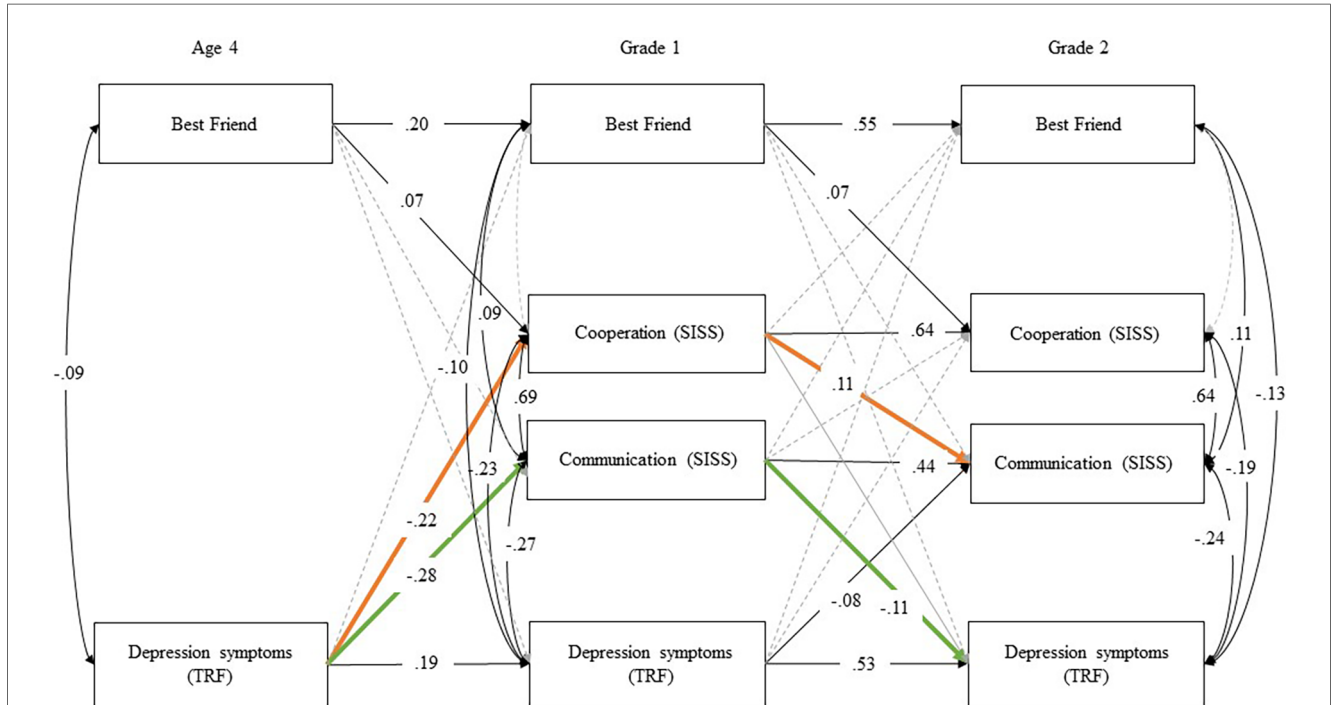 Age 4
Grade 1
Grade 2
Best Friend
.20
Best Friend
.55
Best Friend
.07
.07
.09
Cooperation (SISS)
.64
Cooperation (SISS)
.11
-.09
-.10
.69
.11
.64
-.13
Communication (SISS)
.44
Communication (SISS)
-.23
-.19
-.22
-.27
-.24
-.28
-.08
-.11
Depression symptoms
(TRF)
.19
Depression symptoms
(TRF)
.53
Depression symptoms
(TRF)